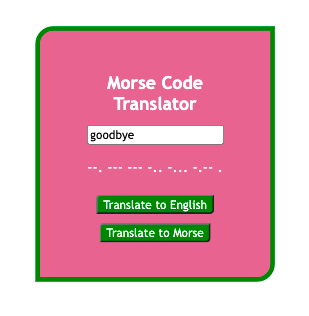 Morse Code
Translator
goodbye
--. --- --- -.. -... -.-- .
Translate to English
Translate to Morse